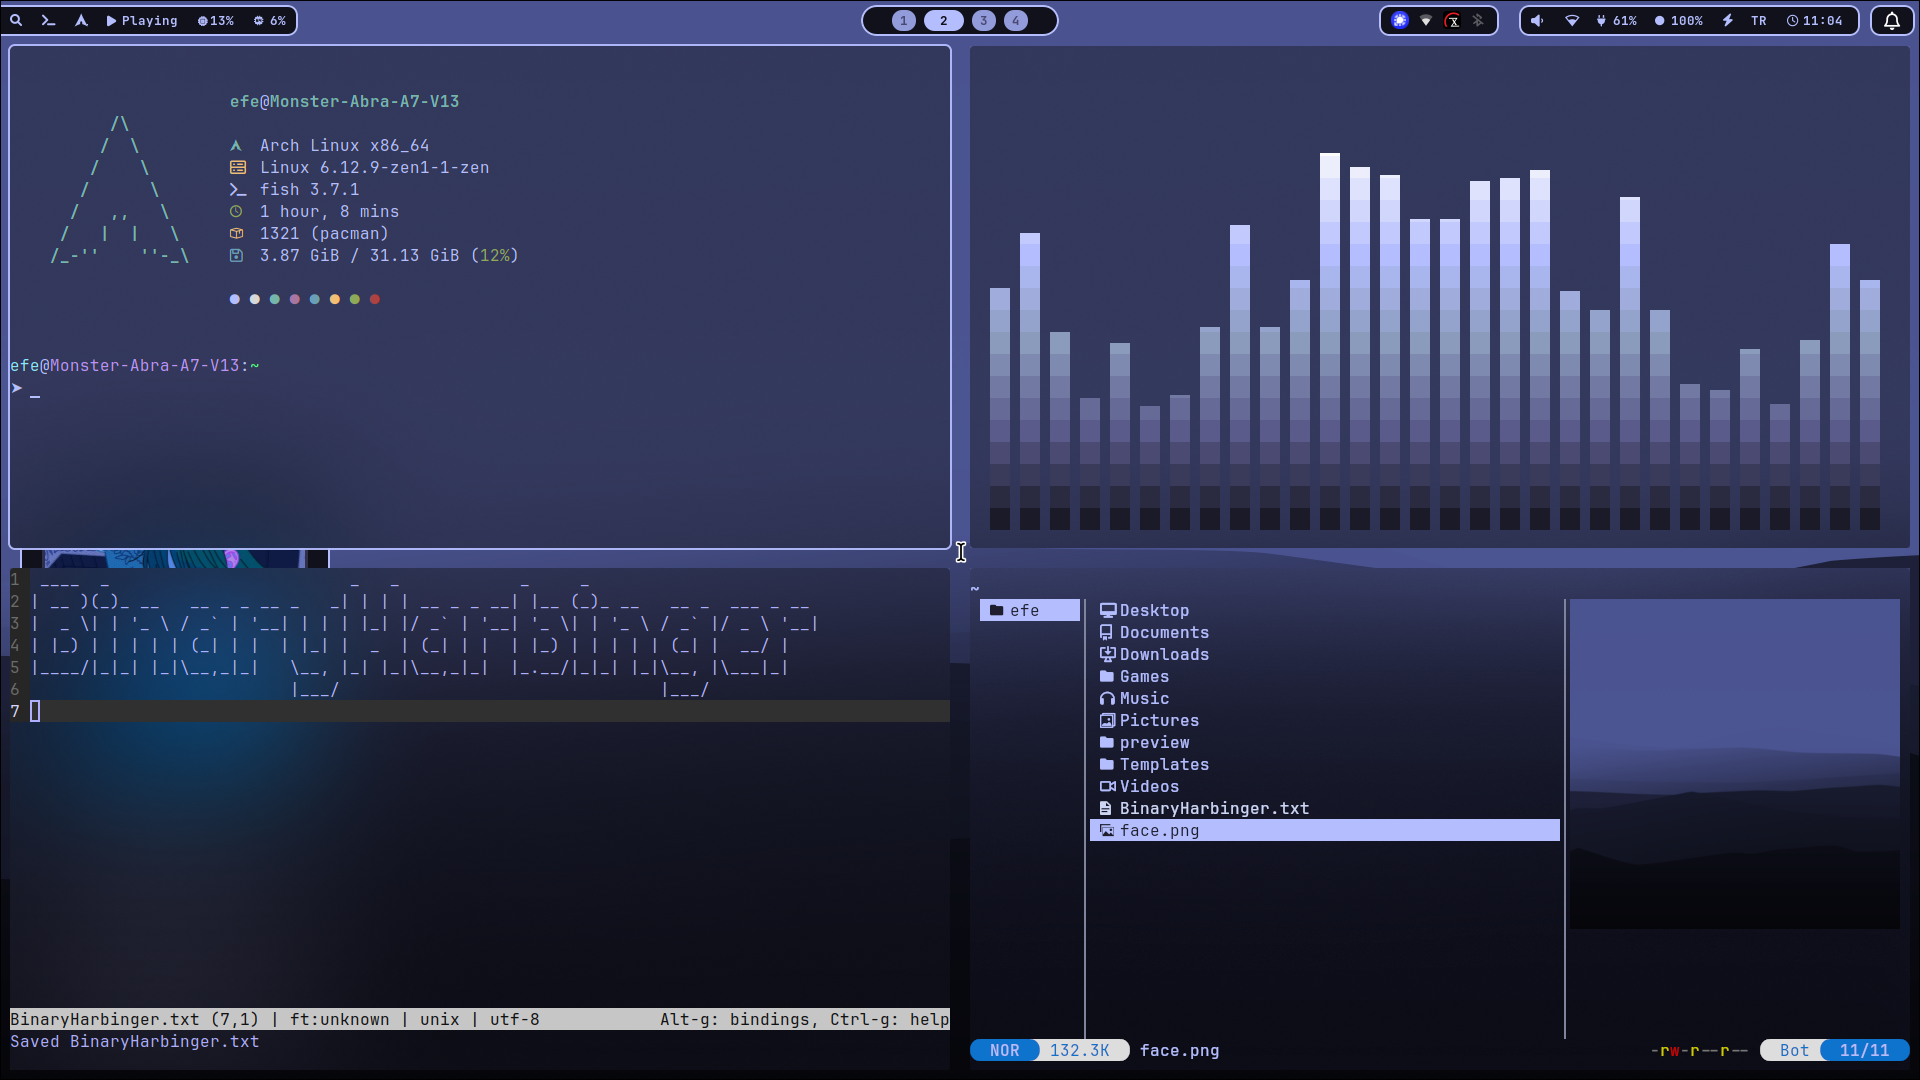 Playing 13% 6%
1 2 3 4
61% 100% TR 11:04
efe@Monster-Abra-A7-V13
Arch Linux x86_64
Linux 6.12.9-zen1-1-zen
fish 3.7.1
1 hour, 8 mins
1321 (pacman)
3.87 GiB / 31.13 GiB (12%)
efe@Monster-Abra-A7-V13:~
➤ _
1
2
3
4
5
6
7
BinaryHarbinger
BinaryHarbinger.txt (7,1) | ft:unknown | unix | utf-8 Alt-g: bindings, Ctrl-g: help
Saved BinaryHarbinger.txt
~
efe
Desktop
Documents
Downloads
Games
Music
Pictures
preview
Templates
Videos
BinaryHarbinger.txt
face.png
NOR 132.3K face.png -rw-r--r-- Bot 11/11